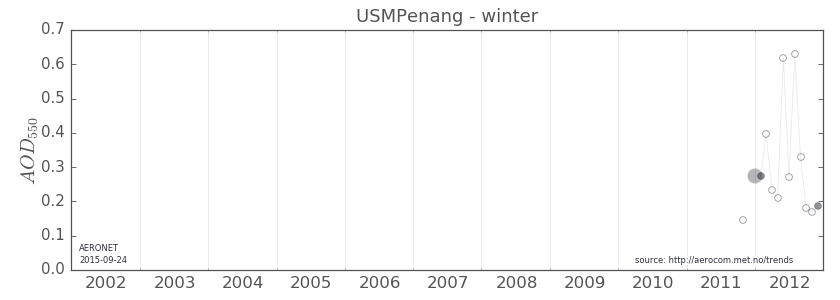 USMPenang - winter
0.7
0.6
0.5
0.4
0.3
0.2
0.1
0.0
AOD550
AERONET
2015-09-24
source: http://aerocom.met.no/trends
2002 2003 2004 2005 2006 2007 2008 2009 2010 2011 2012